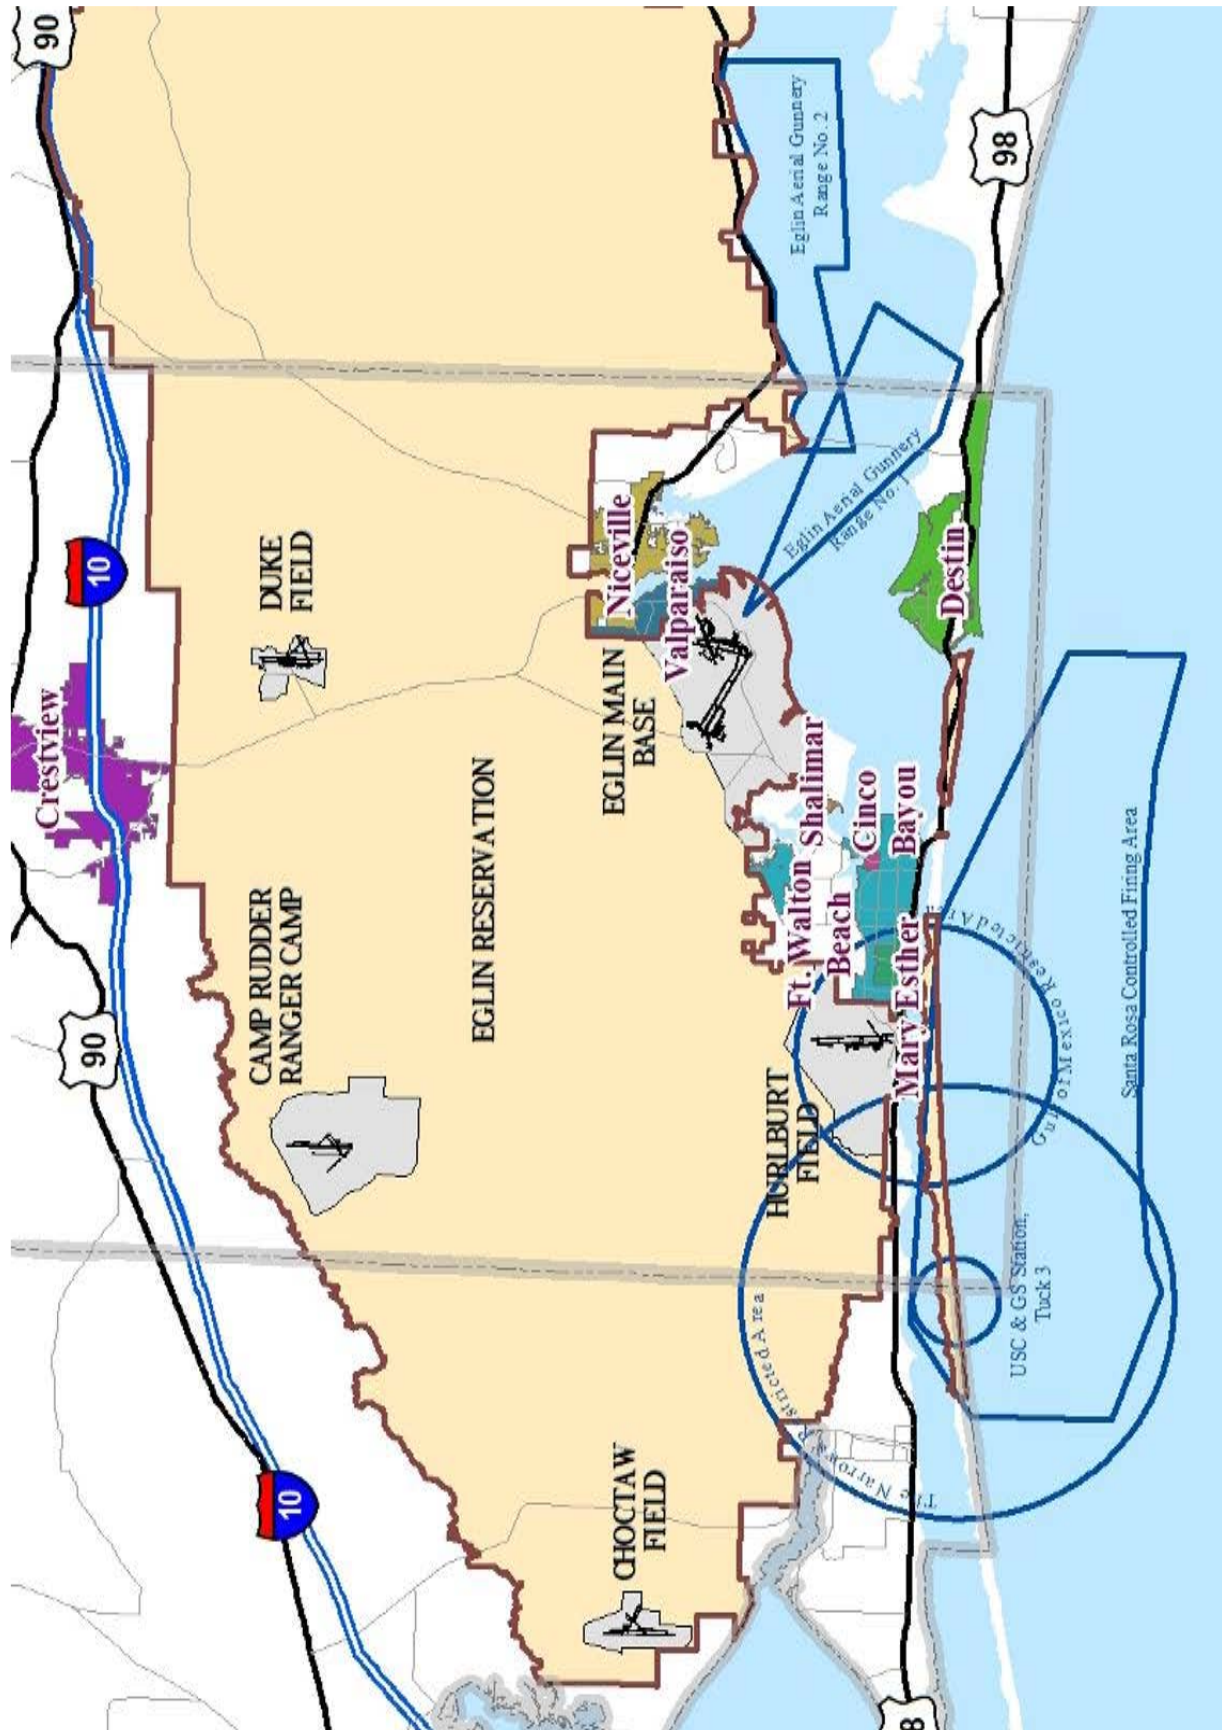 90
98
10
90
10
98
Crestview
DUKE
FIELD
CAMP RUDDER
RANGER CAMP
EGLIN RESERVATION
Niceville
Valparaiso
EGLIN MAIN
BASE
Shalimar
Ft. Walton
Beach
Cinco
Bayou
Mary Esther
Destin
HURLBURT
FIELD
CHOCTAW
FIELD
Eglin Aerial Gunnery
Range No. 2
Eglin Aerial Gunnery
Range No. 1
Gulf of Mexico Restricted Area
The Narrows Restricted Area
USC & GS Station,
Tuck 3
Santa Rosa Controlled Firing Area